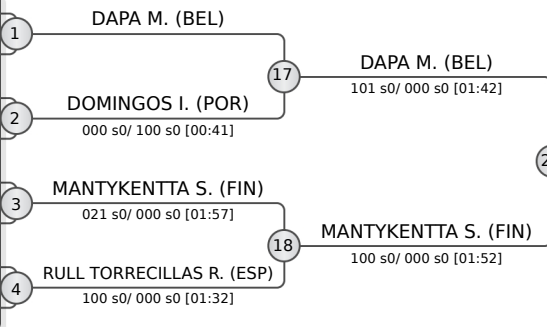 1
DAPA M. (BEL)
2
DOMINGOS I. (POR)
000 s0/ 100 s0 [00:41]
17
DAPA M. (BEL)
101 s0/ 000 s0 [01:42]
3
MANTYKENTTA S. (FIN)
021 s0/ 000 s0 [01:57]
4
RULL TORRECILLAS R. (ESP)
100 s0/ 000 s0 [01:32]
18
MANTYKENTTA S. (FIN)
100 s0/ 000 s0 [01:52]